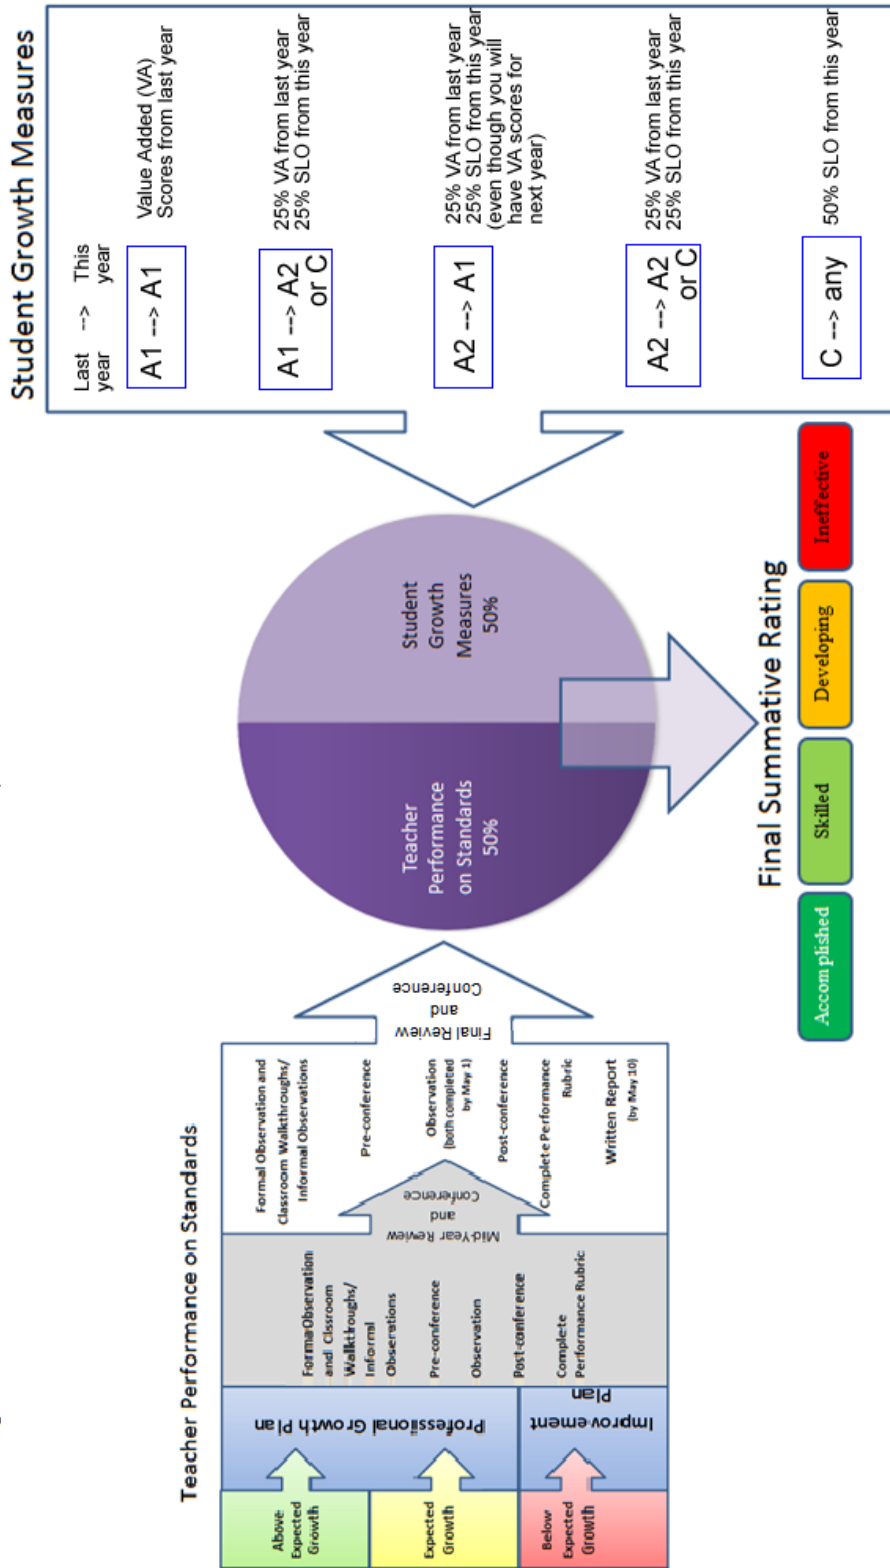 Teacher Performance on Standards
Above
Expected
Growth
Expected
Growth
Below
Expected
Growth
Professional Growth Plan
Improvement
Plan
FormaObservation
and Clssroom
Walkthroughs/
Informal
Observations
Pre-conference
Observation
Post-conference
Complete
Performance Rubric
Mid-Year Review
and
Conference
Formal Observation and
Classroom Walkthroughs/
Informal Observations
Pre-conference
Observation
(both completed
by May 1)
Post-conference
Complete Performance
Rubric
Written Report
(by May 10)
Final Review
and
Conference
Teacher
Performance
on Standards
50%
Student
Growth
Measures
50%
Final Summative Rating
Accomplished
Skilled
Developing
Ineffective
Student Growth Measures
Last --> This
year year
A1 --> A1
Value Added (VA)
Scores from last year
A1 --> A2
or C
25% VA from last year
25% SLO from this year
A2 --> A1
25% VA from last year
25% SLO from this year
(even though you will
have VA scores for
next year)
A2 --> A2
or C
25% VA from last year
25% SLO from this year
C --> any
50% SLO from this year